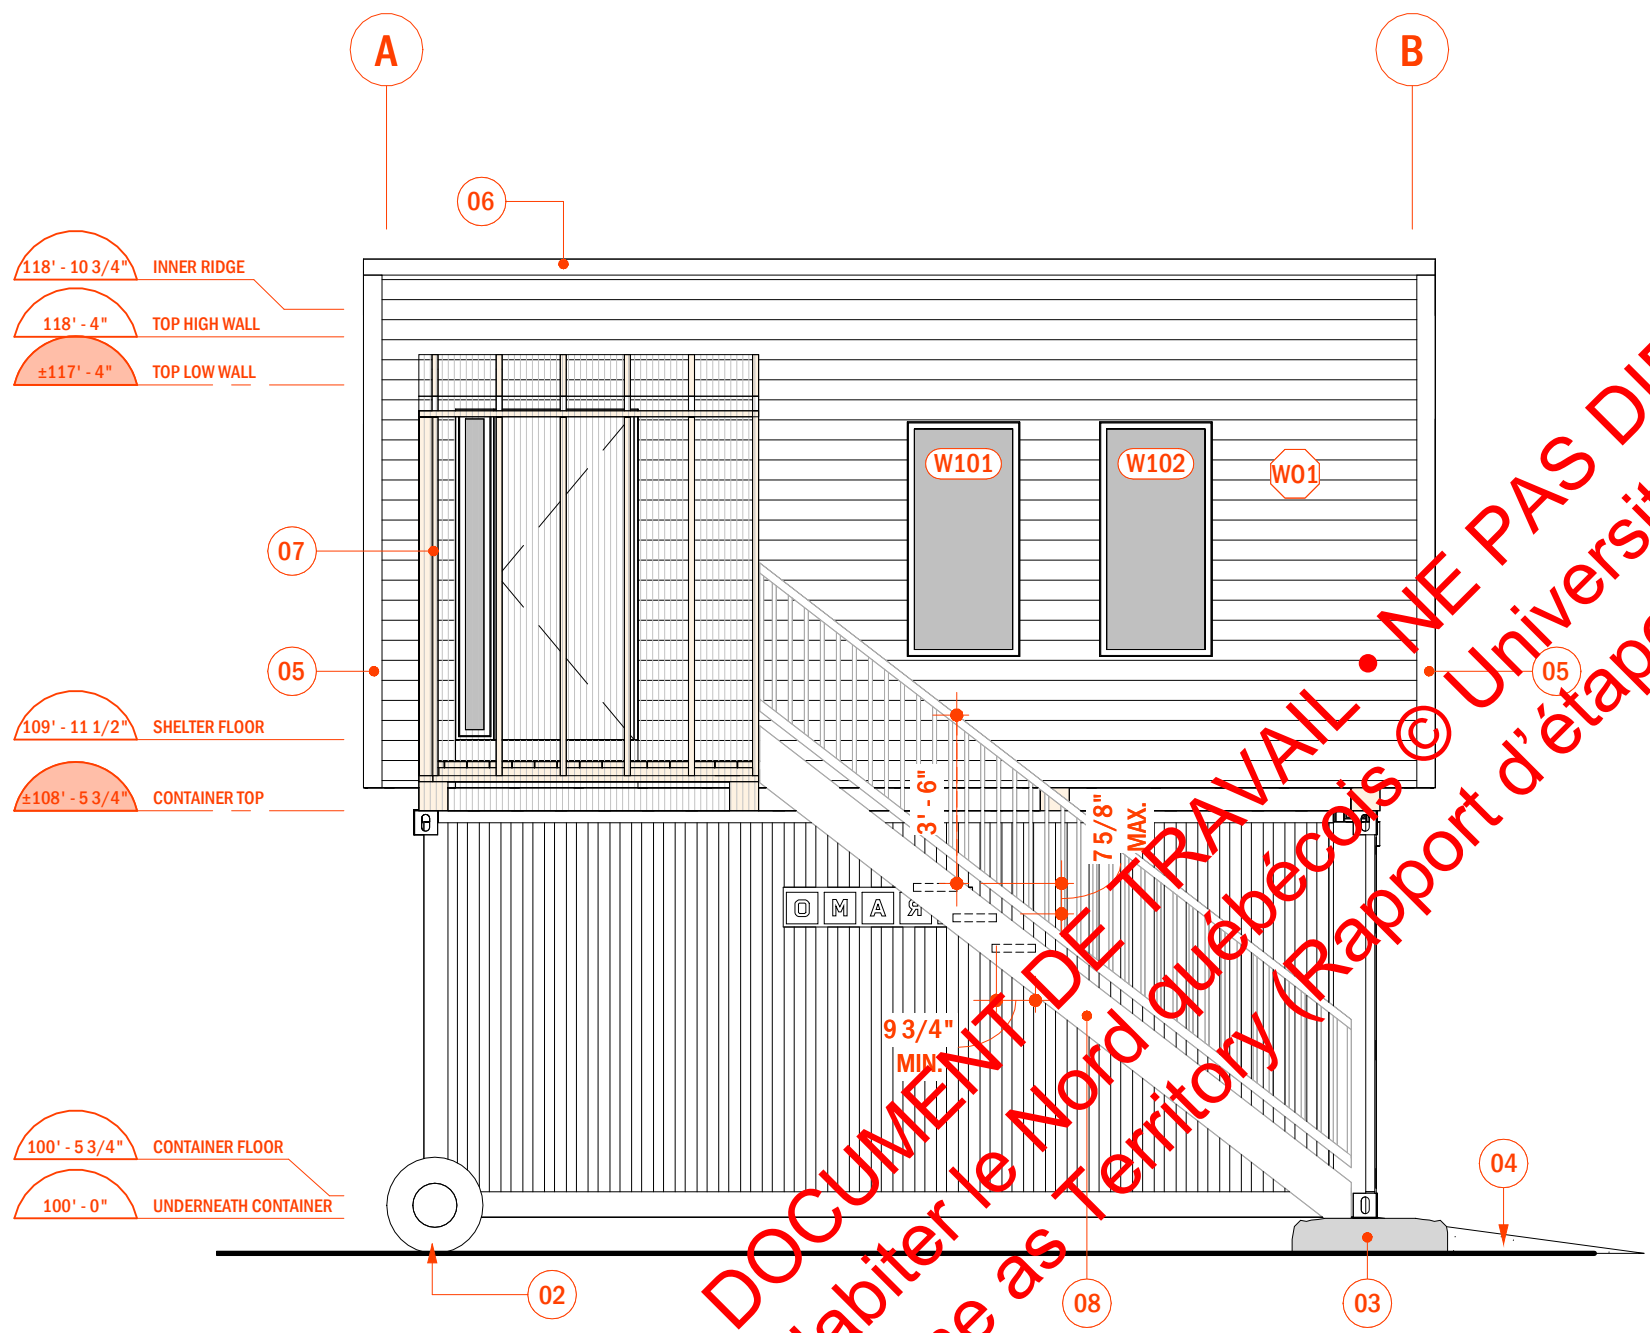 A
B
06
118' - 10 3/4" INNER RIDGE
118' - 4" TOP HIGH WALL
±117' - 4" TOP LOW WALL
W101
W102
W01
07
05
05
109' - 11 1/2" SHELTER FLOOR
±108' - 5 3/4" CONTAINER TOP
3' - 6"
7 5/8"
MAX.
OMAR
9 3/4"
MIN.
100' - 5 3/4" CONTAINER FLOOR
100' - 0" UNDERNEATH CONTAINER
04
02
08
03
DOCUMENT DE TRAVAIL • NE PAS
Habiter le Nord québécois ©
as Territory (Rapport